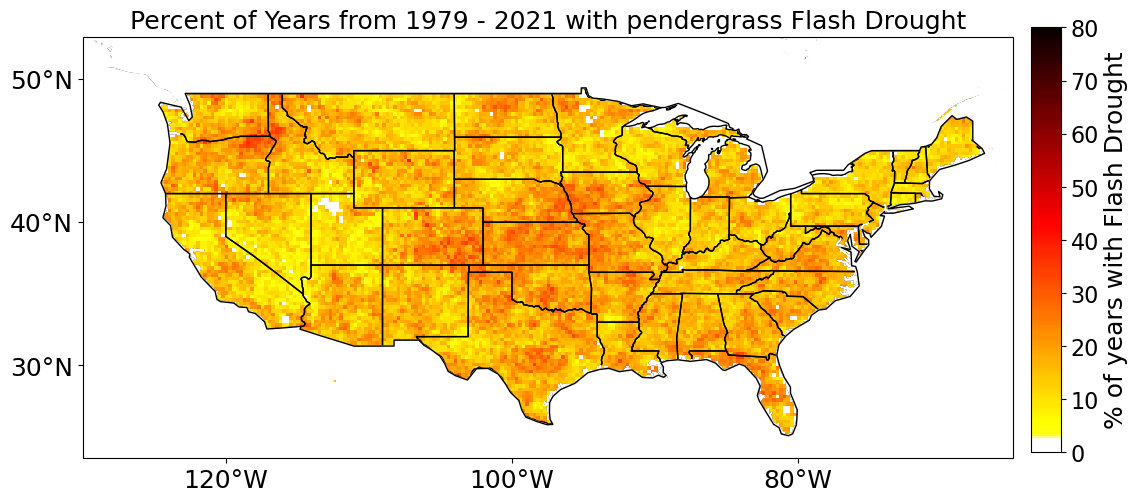 Percent of Years from 1979 - 2021 with pendergrass Flash Drought
50°N
40°N
30°N
120°W
100°W
80°W
80
70
60
50
40
30
20
10
0
% of years with Flash Drought